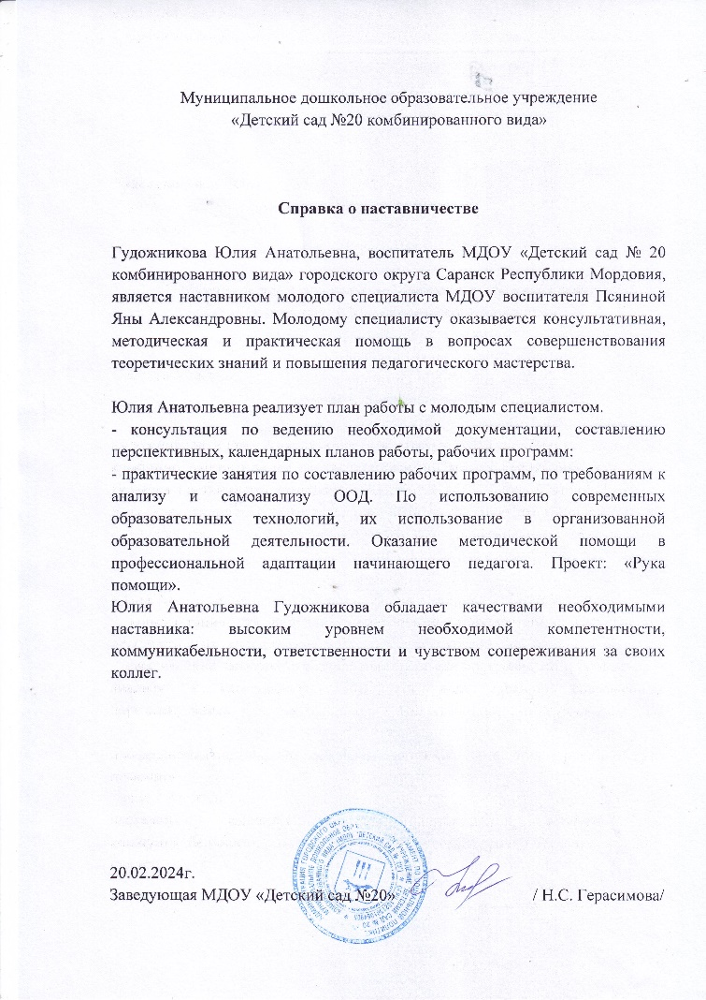 Муниципальное дошкольное образовательное учреждение
«Детский сад №20 комбинированного вида»
Справка о наставничестве
Гудожникова Юлия Анатольевна, воспитатель МДОУ «Детский сад № 20
комбинированного вида» городского округа Саранск Республики Мордовия,
является наставником молодого специалиста МДОУ воспитателя Псяниной
Яны Александровны. Молодому специалисту оказывается консультативная,
методическая и практическая помощь в вопросах совершенствования
теоретических знаний и повышения педагогического мастерства.
Юлия Анатольевна реализует план работы с молодым специалистом.
- консультация по ведению необходимой документации, составлению
перспективных, календарных планов работы, рабочих программ:
- практические занятия по составлению рабочих программ, по требованиям к
анализу и самоанализу ООД. По использованию современных
образовательных технологий, их использование в организованной
образовательной деятельности. Оказание методической помощи в
профессиональной адаптации начинающего педагога. Проект: «Рука
помощи».
Юлия Анатольевна Гудожникова обладает качествами необходимыми
наставника: высоким уровнем необходимой компетентности,
коммуникабельности, ответственности и чувством сопереживания за своих
коллег.
20.02.2024г.
Заведующая МДОУ «Детский сад №20» / Н.С. Герасимова/